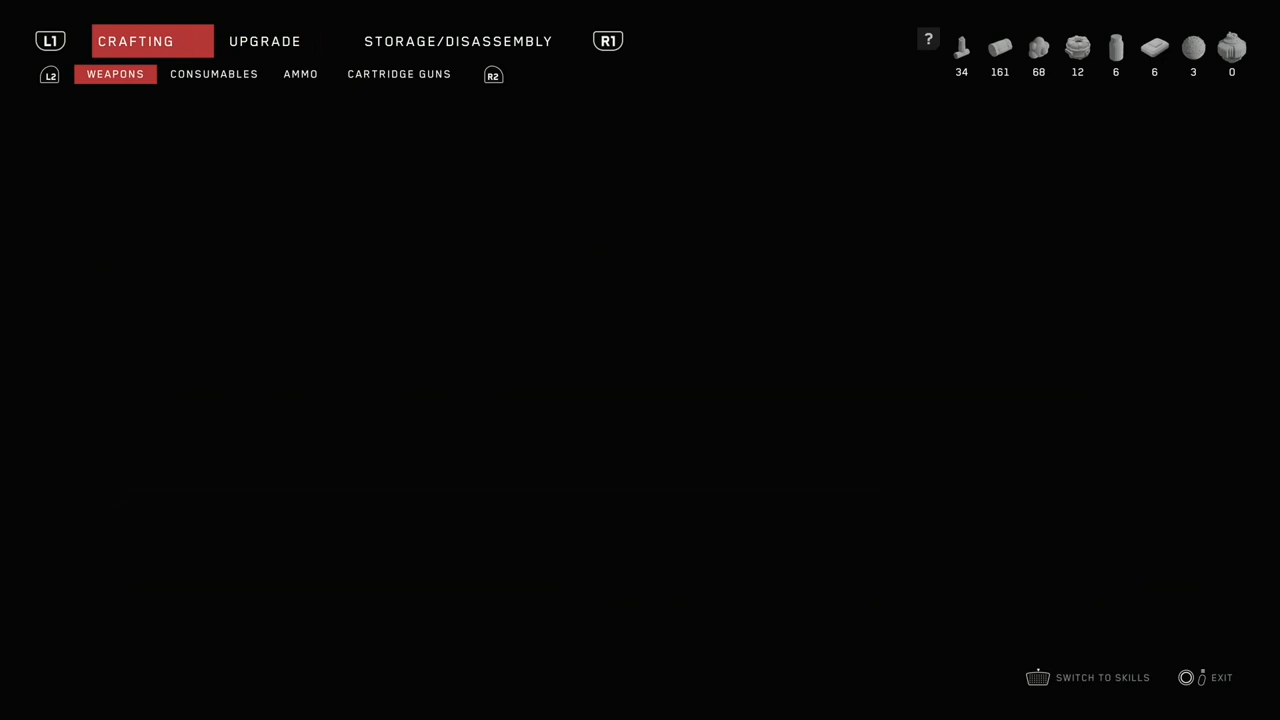 L1 CRAFTING UPGRADE STORAGE/DISASSEMBLY R1 ?
L2 WEAPONS CONSUMABLES AMMO CARTRIDGE GUNS R2
34 161 68 12 6 6 3 0
SWITCH TO SKILLS EXIT